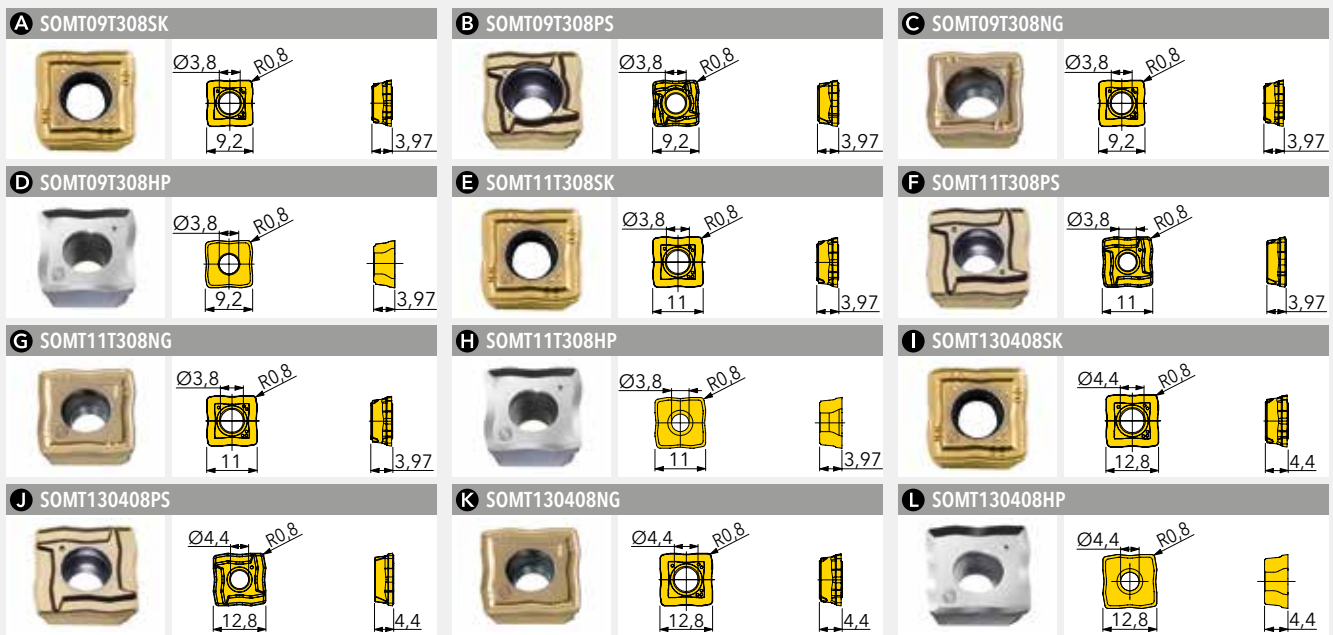 A SOMT09T308SK
Ø3,8
R0,8
9,2
3,97
B SOMT09T308PS
Ø3,8
R0,8
9,2
3,97
C SOMT09T308NG
Ø3,8
R0,8
9,2
3,97
D SOMT09T308HP
Ø3,8
R0,8
9,2
3,97
E SOMT11T308SK
Ø3,8
R0,8
11
3,97
F SOMT11T308PS
Ø3,8
R0,8
11
3,97
G SOMT11T308NG
Ø3,8
R0,8
11
3,97
H SOMT11T308HP
Ø3,8
R0,8
11
3,97
I SOMT130408SK
Ø4,4
R0,8
12,8
4,4
J SOMT130408PS
Ø4,4
R0,8
12,8
4,4
K SOMT130408NG
Ø4,4
R0,8
12,8
4,4
L SOMT130408HP
Ø4,4
R0,8
12,8
4,4